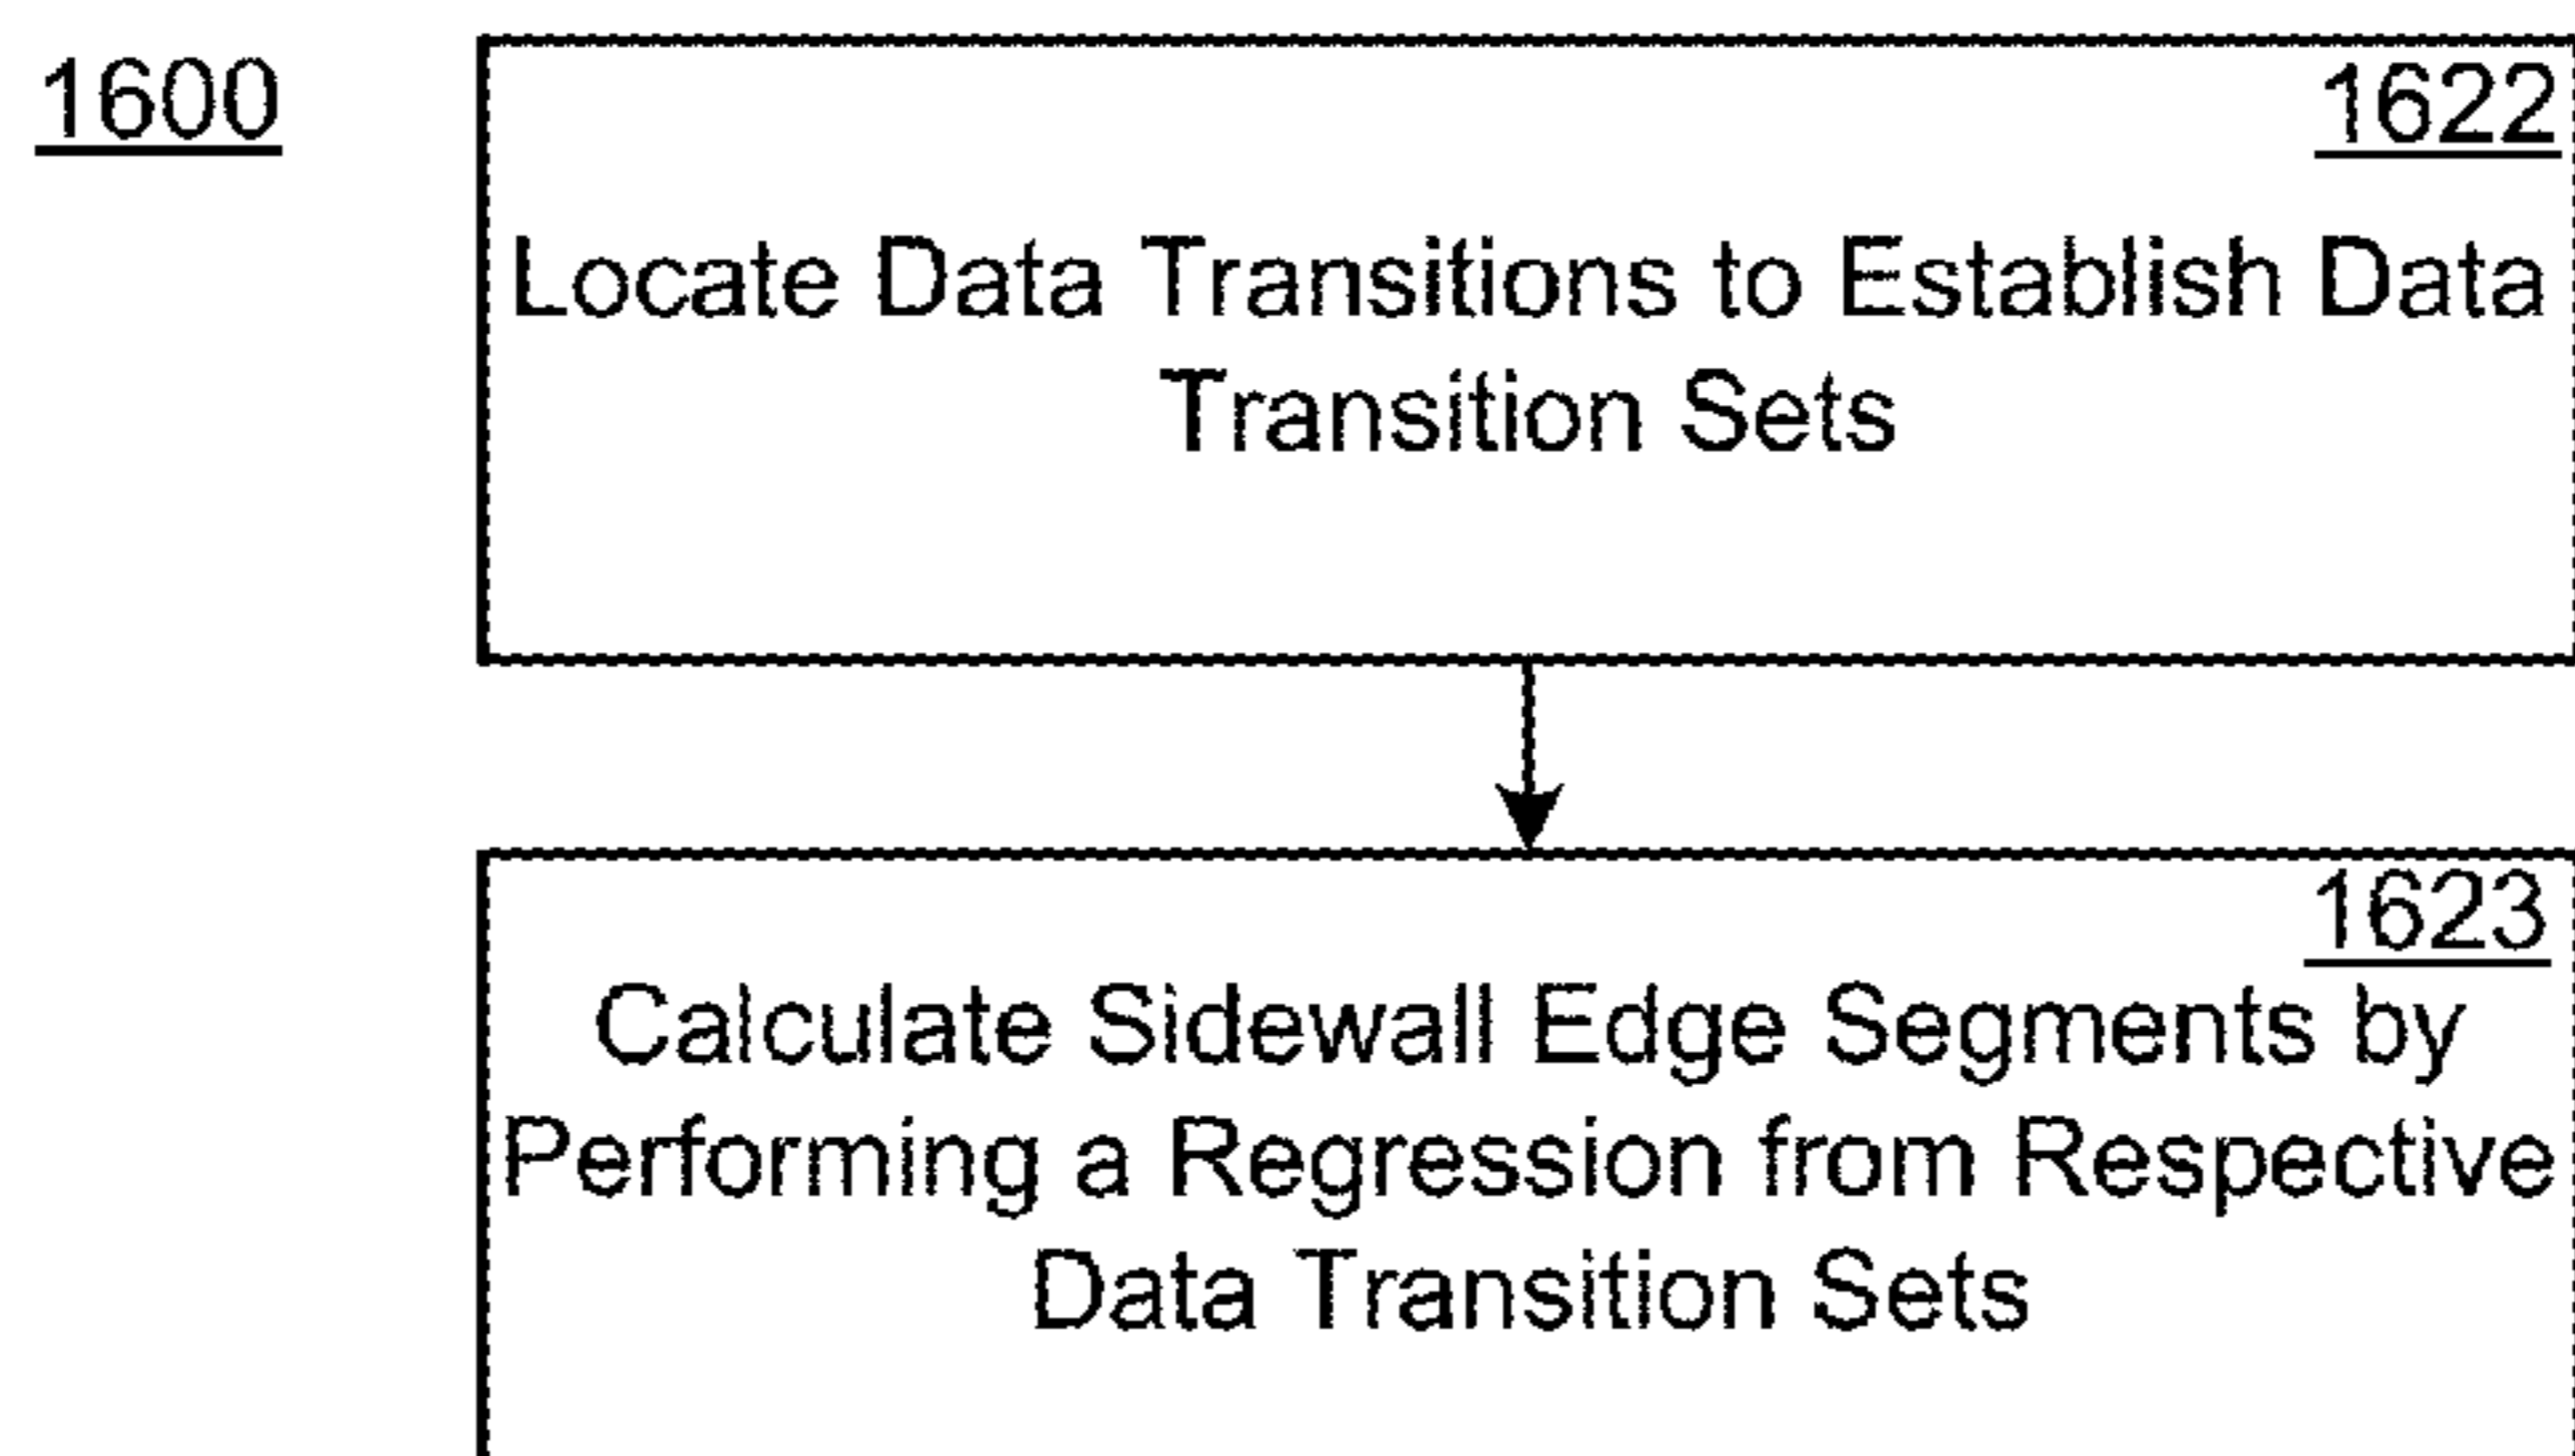 1600
1622
Locate Data Transitions to Establish Data
Transition Sets
1623
Calculate Sidewall Edge Segments by
Performing a Regression from Respective
Data Transition Sets